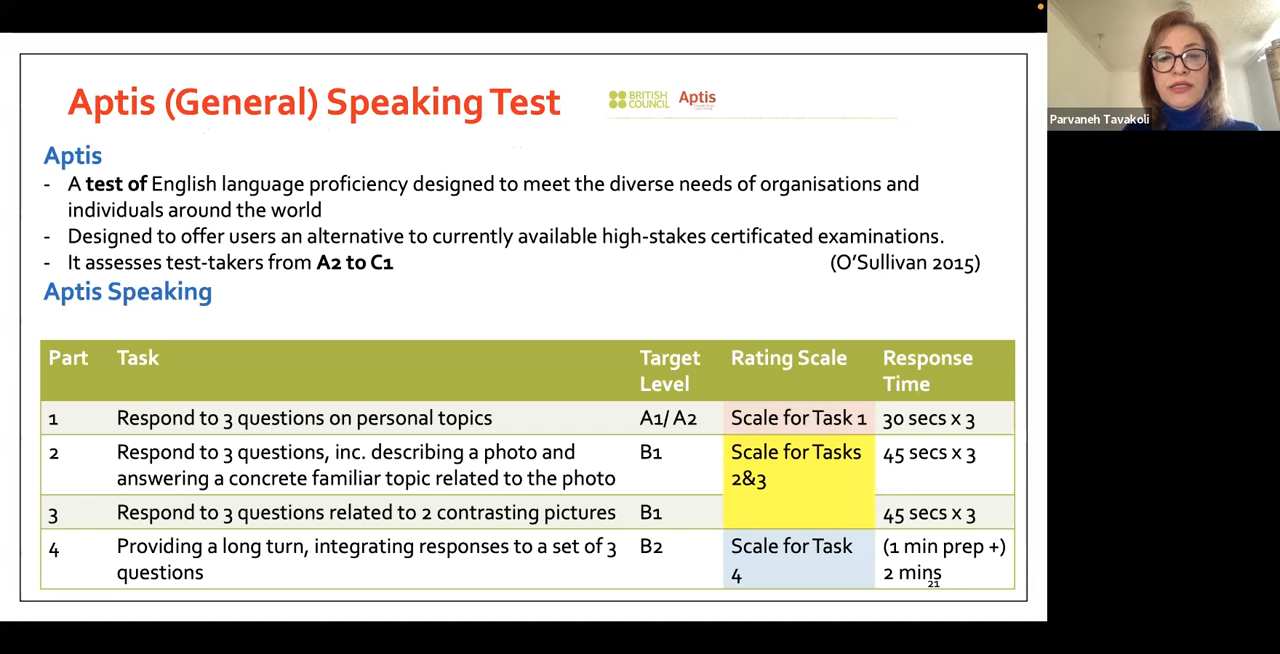 Aptis (General) Speaking Test
BRITISH
COUNCIL
Aptis
Parvaneh Tavakoli
Aptis
- A test of English language proficiency designed to meet the diverse needs of organisations and
individuals around the world
- Designed to offer users an alternative to currently available high-stakes certificated examinations.
- It assesses test-takers from A2 to C1 (O'Sullivan 2015)
Aptis Speaking
Part Task Target Level Rating Scale Response Time
1 Respond to 3 questions on personal topics A1/ A2 Scale for Task 1 30 secs x 3
2 Respond to 3 questions, inc. describing a photo and B1 Scale for Tasks 45 secs x 3
answering a concrete familiar topic related to the photo 2&3
3 Respond to 3 questions related to 2 contrasting pictures B1 45 secs x 3
4 Providing a long turn, integrating responses to a set of 3 B2 Scale for Task (1 min prep +)
questions 4 2 mins
21